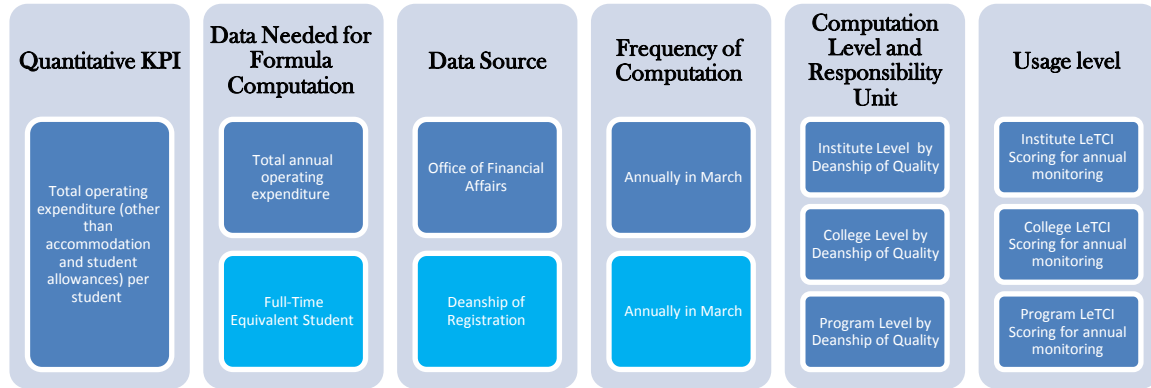 Quantitative KPI
Total operating
expenditure (other
than
accommodation
and student
allowances) per
student
Data Needed for
Formula
Computation
Total annual
operating
expenditure
Full-Time
Equivalent Student
Data Source
Office of Financial
Affairs
Deanship of
Registration
Frequency of
Computation
Annually in March
Annually in March
Computation
Level and
Responsibility
Unit
Institute Level  by
Deanship of Quality
College Level by
Deanship of Quality
Program Level by
Deanship of Quality
Usage level
Institute LeTCI
Scoring for annual
monitoring
College LeTCI
Scoring for annual
monitoring
Program LeTCI
Scoring for annual
monitoring